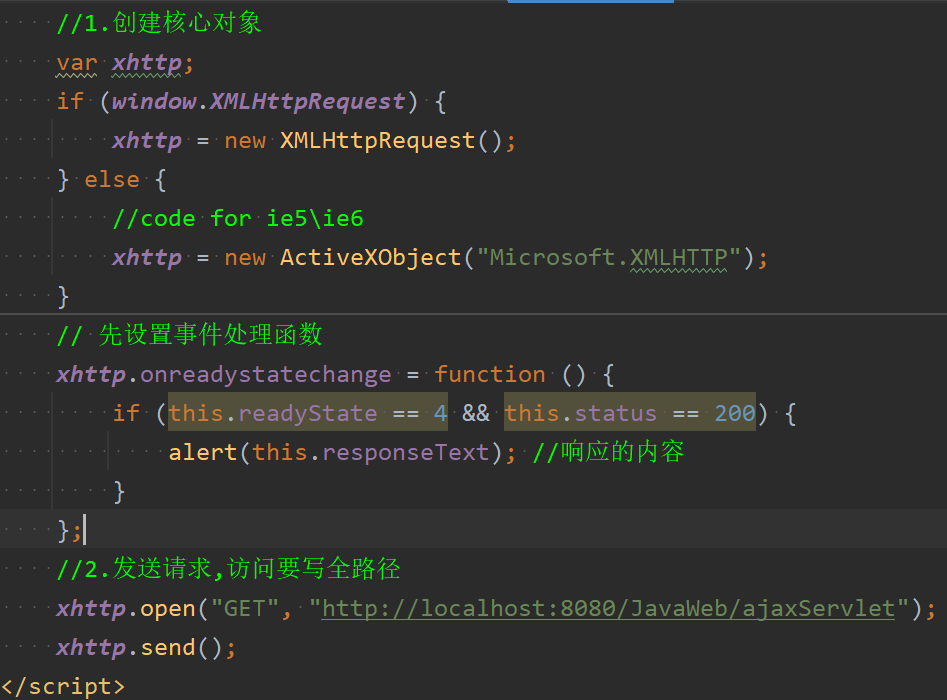 //1.创建核心对象
var xhttp;
if (window.XMLHttpRequest) {
xhttp = new XMLHttpRequest();
} else {
//code for ie5\ie6
xhttp = new ActiveXObject("Microsoft.XMLHTTP");
}
// 先设置事件处理函数
xhttp.onreadystatechange = function () {
if (this.readyState == 4 && this.status == 200) {
alert(this.responseText); //响应的内容
}
};
//2.发送请求,访问要写全路径
xhttp.open("GET", "http://localhost:8080/JavaWeb/ajaxServlet");
xhttp.send();
</script>